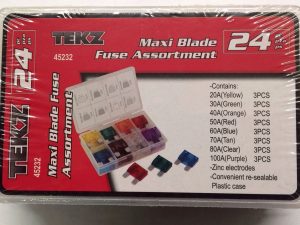 TEKZ
45232
Maxi Blade
Fuse Assortment
24 PCE
-Contains:
20A(Yellow) 3PCS
30A(Green) 3PCS
40A(Orange) 3PCS
50A(Red) 3PCS
60A(Blue) 3PCS
70A(Tan) 3PCS
80A(Clear) 3PCS
100A(Purple) 3PCS
-Zinc electrodes
-Convenient re-sealable
Plastic case
TEKZ 24
Maxi Blade Fuse
Assortment
45232